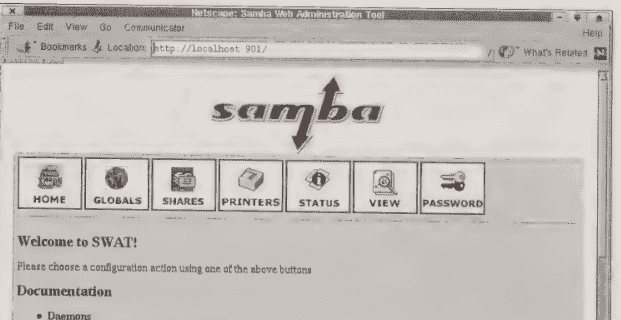 Netscape: Samba Web Administration Tool
File Edit View Go Communicator Help
Bookmarks Location: http://localhost 901/ What's Related
samba
HOME GLOBALS SHARES PRINTERS STATUS VIEW PASSWORD
Welcome to SWAT!
Please choose a configuration action using one of the above buttons
Documentation
• Daemons